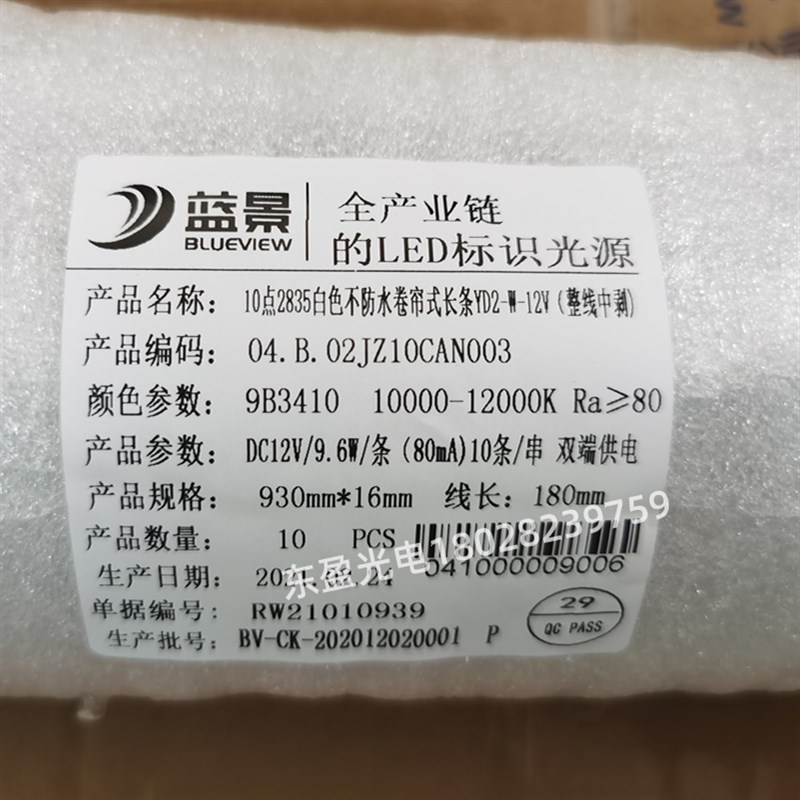 蓝景
BLUEVIEW
全产业链
的LED标识光源
产品名称: 10点2835白色不防水卷帘式长条YD2-W-12V(整线中剥)
产品编码: 04.B.02JZ10CAN003
颜色参数: 9B3410 10000-12000K Ra≥80
产品参数: DC12V/9.6W/条 (80mA)10条/串 双端供电
产品规格: 930mm*16mm 线长: 180mm
产品数量: 10 PCS
041000009006
生产日期: 2021.02.24
东盈光电18028239759
单据编号: RW21010939
29
QC PASS
生产批号: BV-CK-202012020001 P